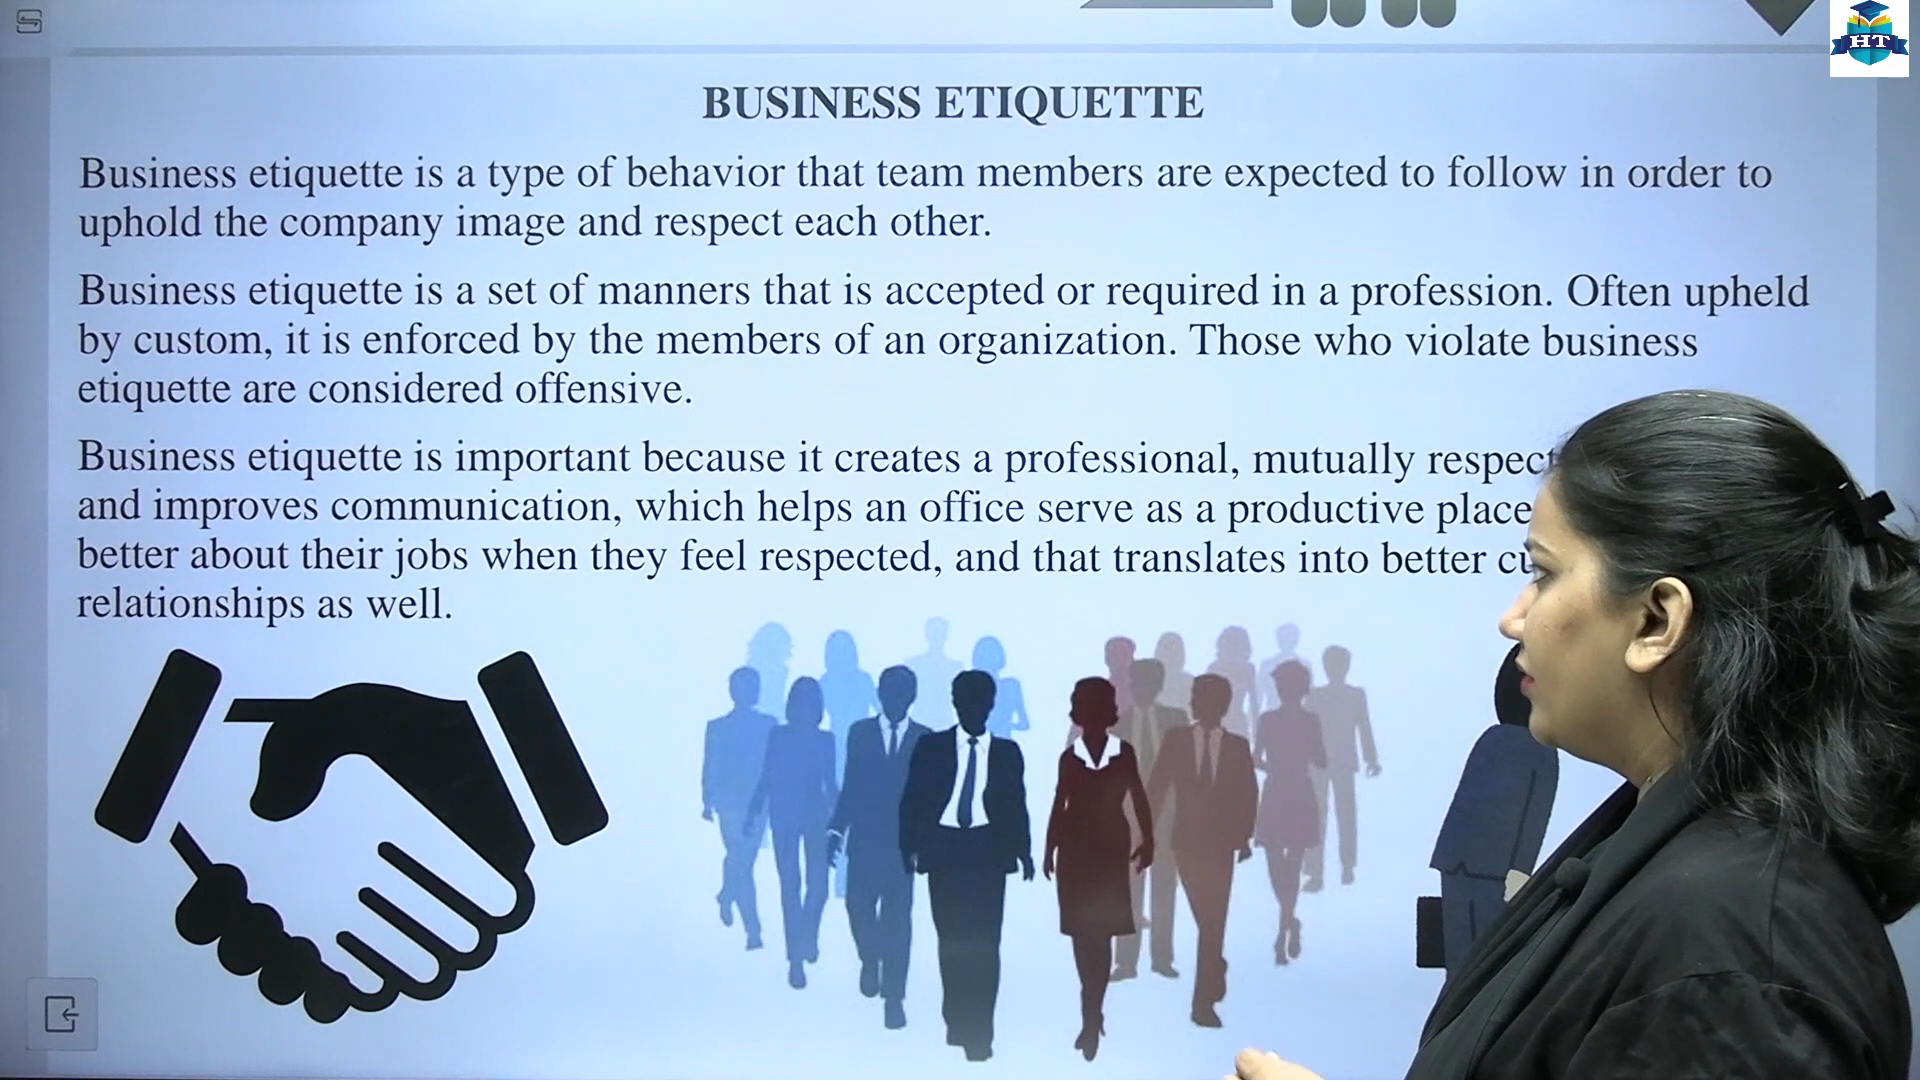 HT
BUSINESS ETIQUETTE
Business etiquette is a type of behavior that team members are expected to follow in order to
uphold the company image and respect each other.
Business etiquette is a set of manners that is accepted or required in a profession. Often upheld
by custom, it is enforced by the members of an organization. Those who violate business
etiquette are considered offensive.
Business etiquette is important because it creates a professional, mutually
and improves communication, which helps an office serve as a productive place
better about their jobs when they feel respected, and that translates into better
relationships as well.